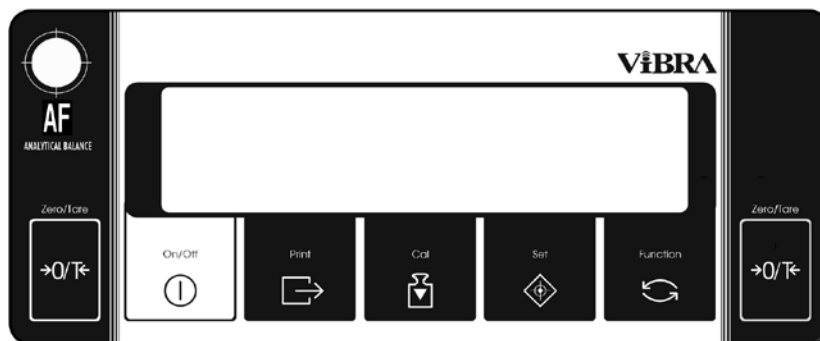 ViBRA
AF
ANALYTICAL BALANCE
Zero/Tare
→0/T←
On/Off
Print
Cal
Set
Function
Zero/Tare
→0/T←